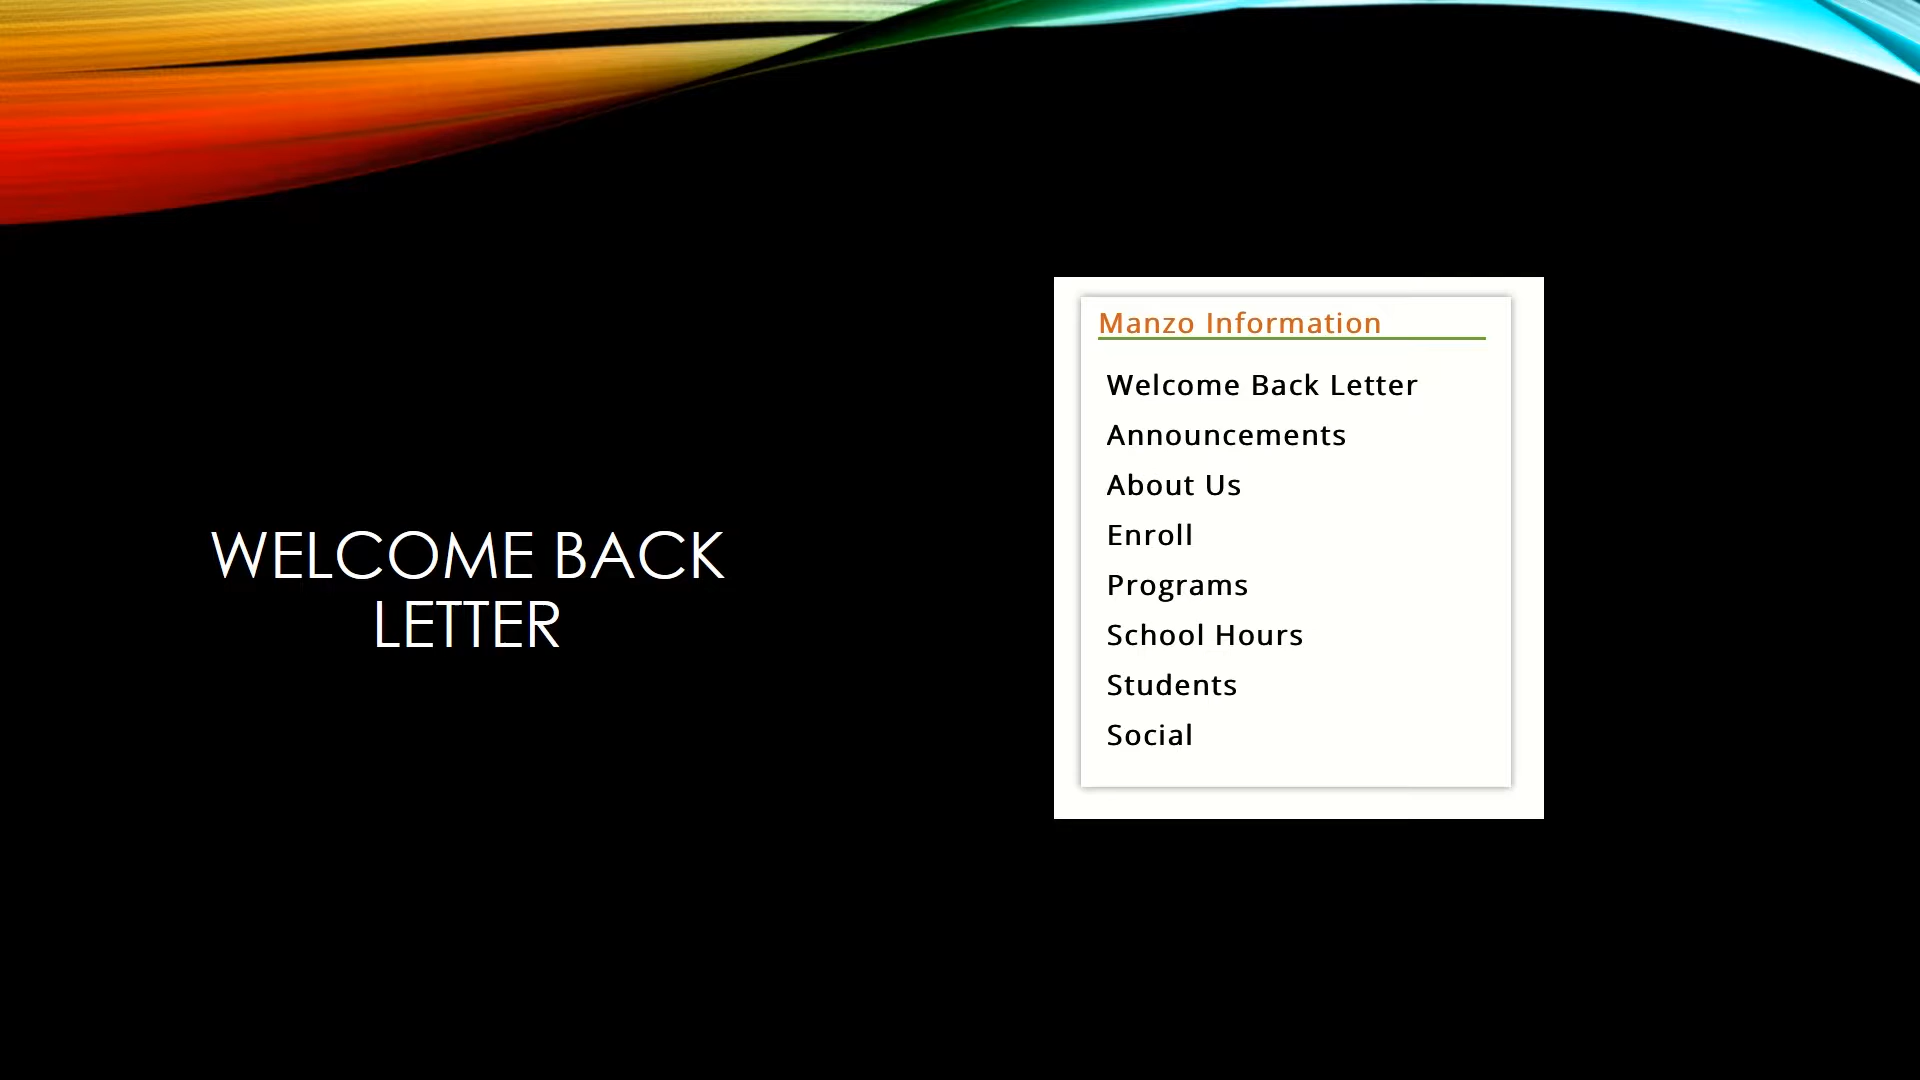 WELCOME BACK
LETTER
Manzo Information
Welcome Back Letter
Announcements
About Us
Enroll
Programs
School Hours
Students
Social